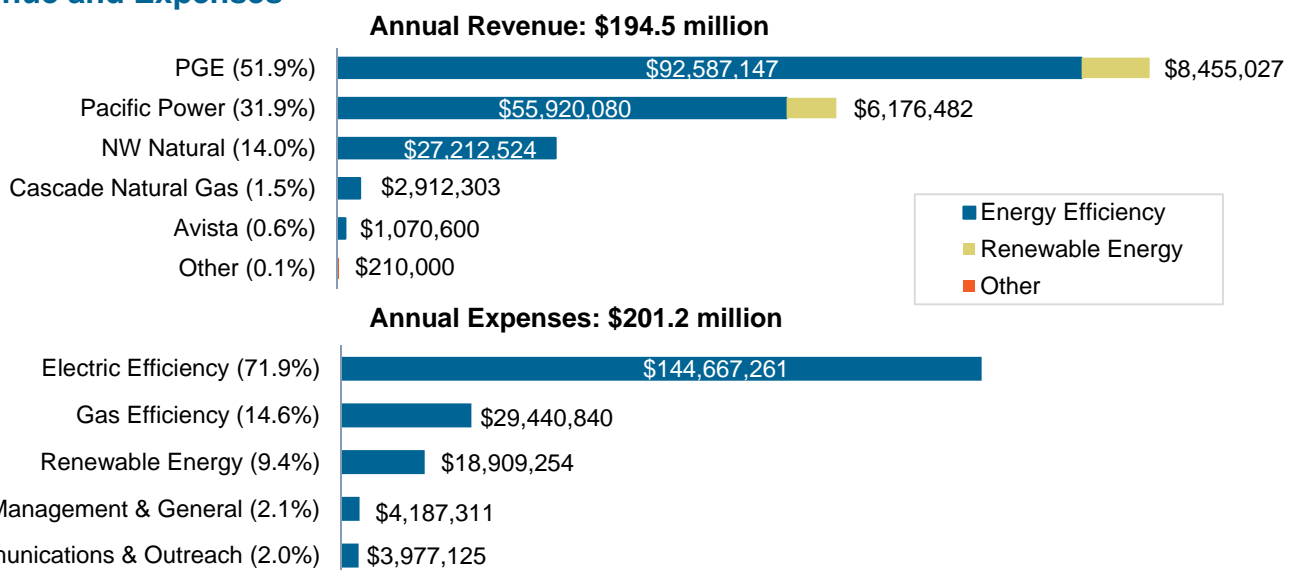 nue and Expenses
Annual Revenue: $194.5 million
PGE (51.9%) $92,587,147 $8,455,027
Pacific Power (31.9%) $55,920,080 $6,176,482
NW Natural (14.0%) $27,212,524
Cascade Natural Gas (1.5%) $2,912,303
Avista (0.6%) $1,070,600
Other (0.1%) $210,000
Energy Efficiency
Renewable Energy
Other
Annual Expenses: $201.2 million
Electric Efficiency (71.9%) $144,667,261
Gas Efficiency (14.6%) $29,440,840
Renewable Energy (9.4%) $18,909,254
Management & General (2.1%) $4,187,311
munications & Outreach (2.0%) $3,977,125